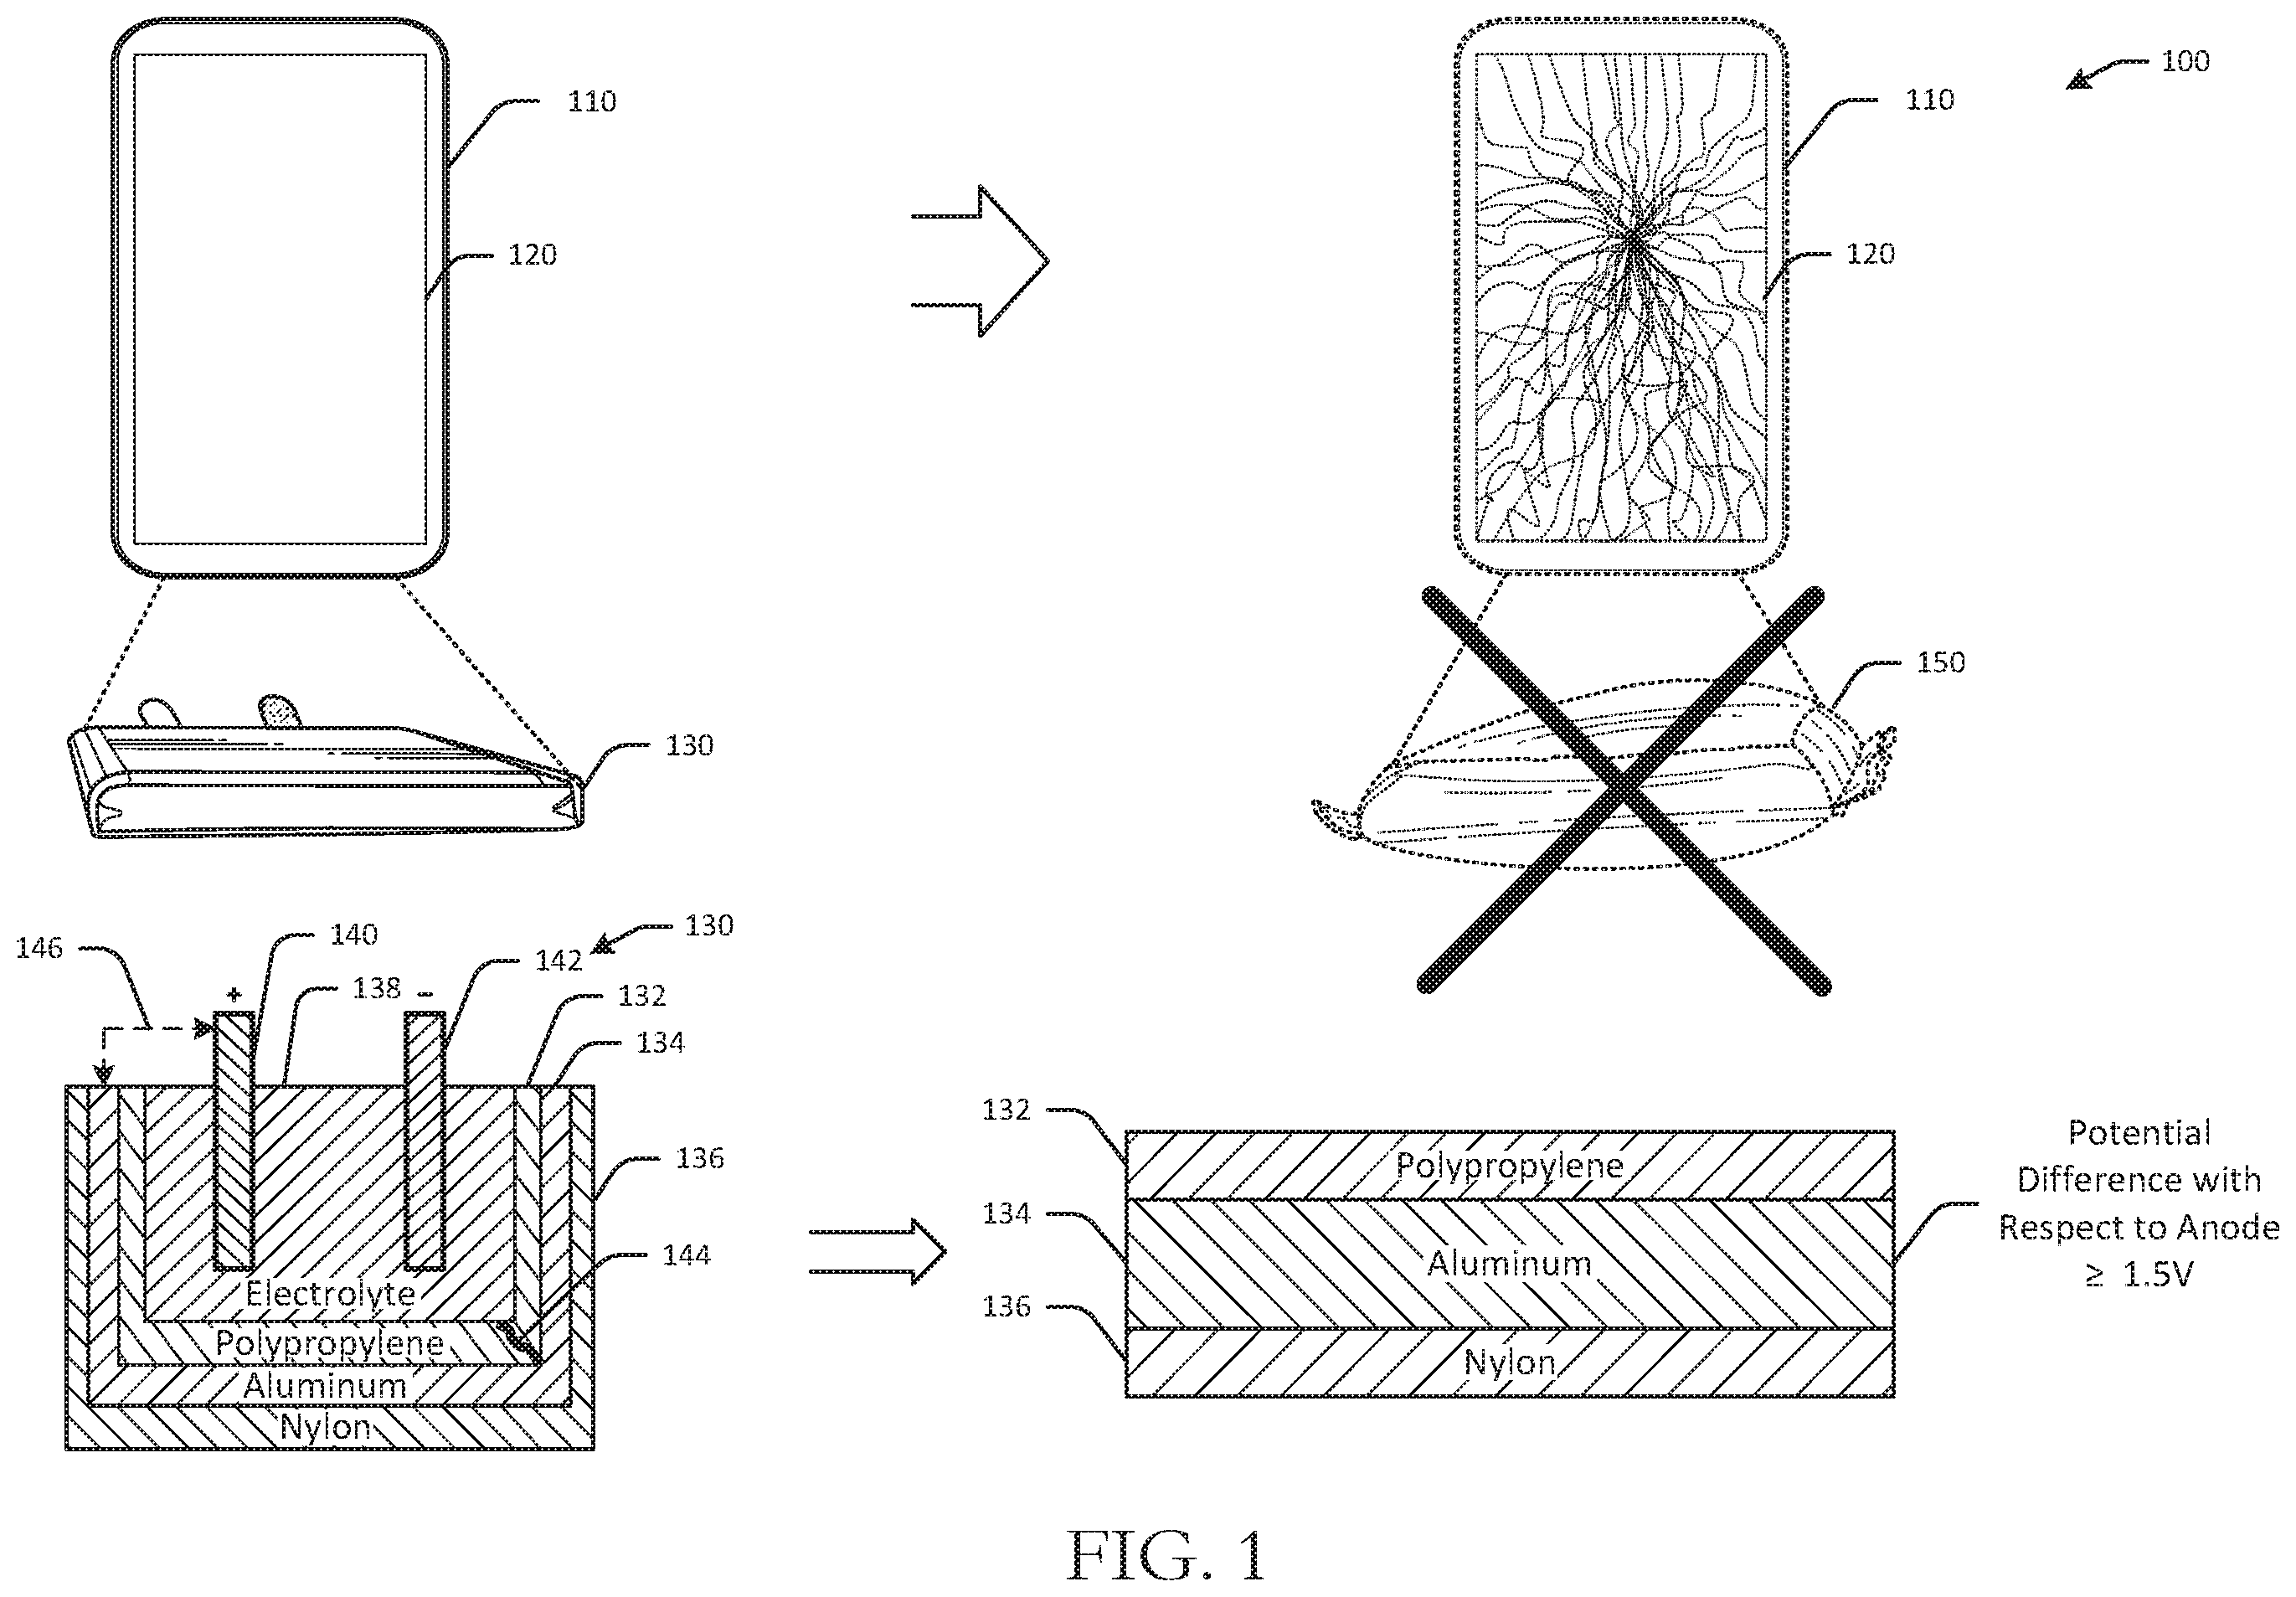 100
110
110
120
120
150
130
130
140
146
142
138
132
+
-
134
132
Potential
136
Polypropylene
Difference with
134
Respect to Anode
144
Aluminum
≥ 1.5V
Electrolyte
136
Polypropylene
Nylon
Aluminum
Nylon
FIG. 1